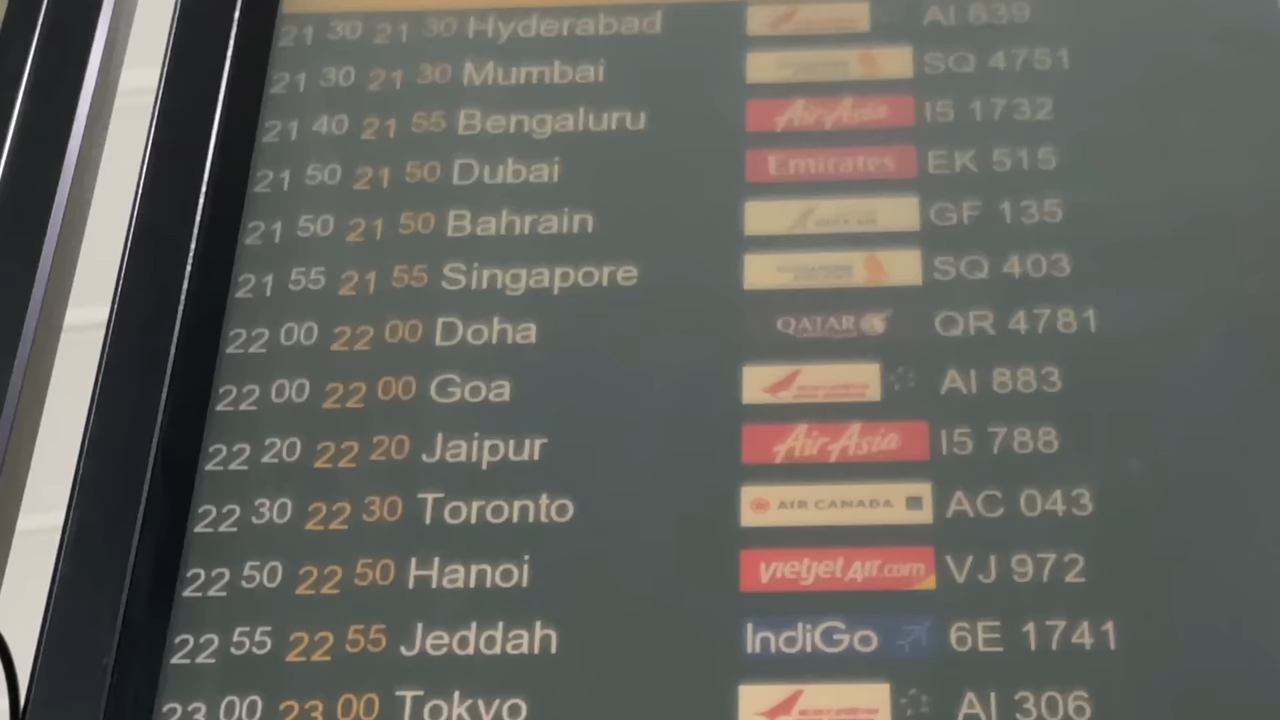 21 30 21 30 Hyderabad AI 839
21 30 21 30 Mumbai SQ 4751
21 40 21 55 Bengaluru AirAsia I5 1732
21 50 21 50 Dubai Emirates EK 515
21 50 21 50 Bahrain GF 135
21 55 21 55 Singapore SQ 403
22 00 22 00 Doha QATAR QR 4781
22 00 22 00 Goa AI 883
22 20 22 20 Jaipur AirAsia I5 788
22 30 22 30 Toronto AIR CANADA AC 043
22 50 22 50 Hanoi vietjetAir.com VJ 972
22 55 22 55 Jeddah IndiGo 6E 1741
23 00 23 00 Tokyo AI 306